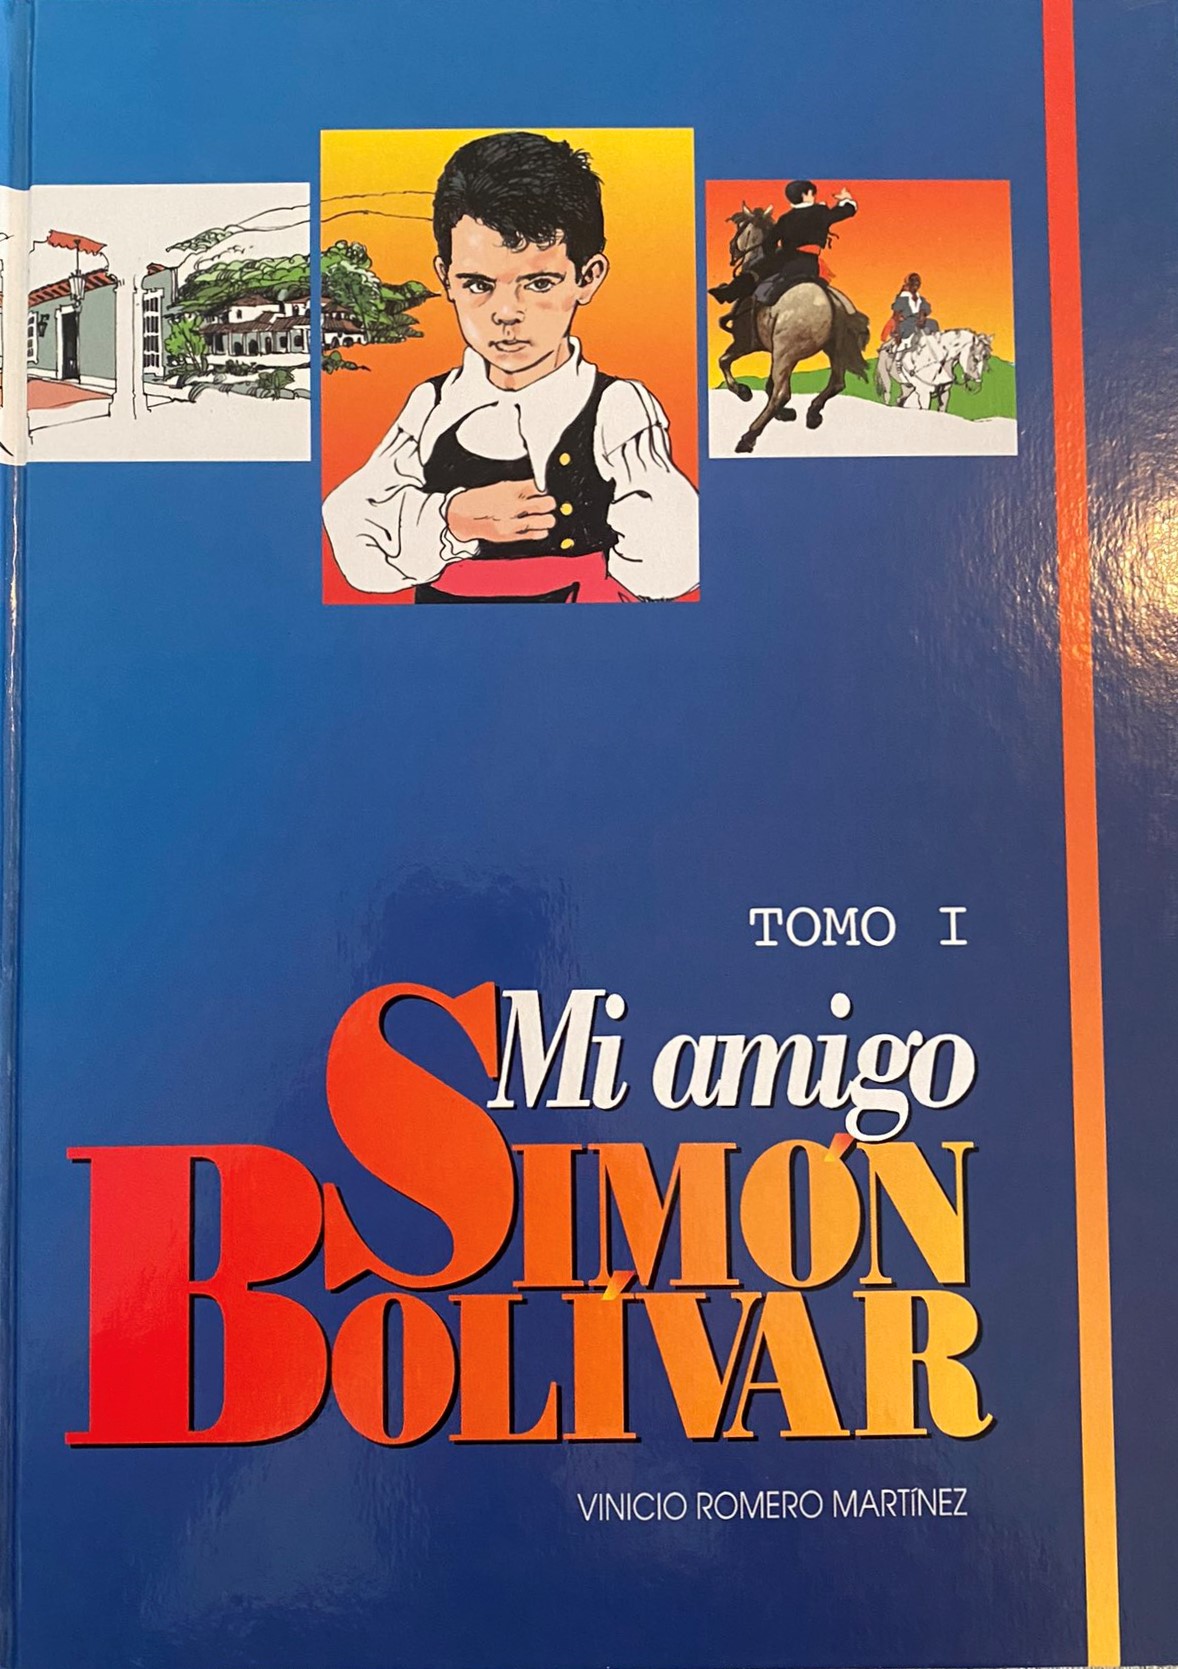 TOMO I
Mi amigo
SIMÓN
BOLÍVAR
VINICIO ROMERO MARTÍNEZ